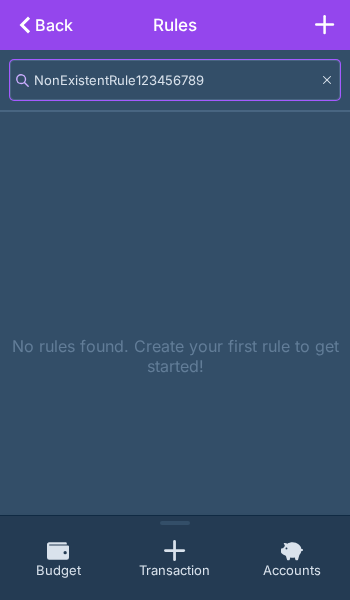 Back
Rules
NonExistentRule123456789
No rules found. Create your first rule to get
started!
Budget
Transaction
Accounts